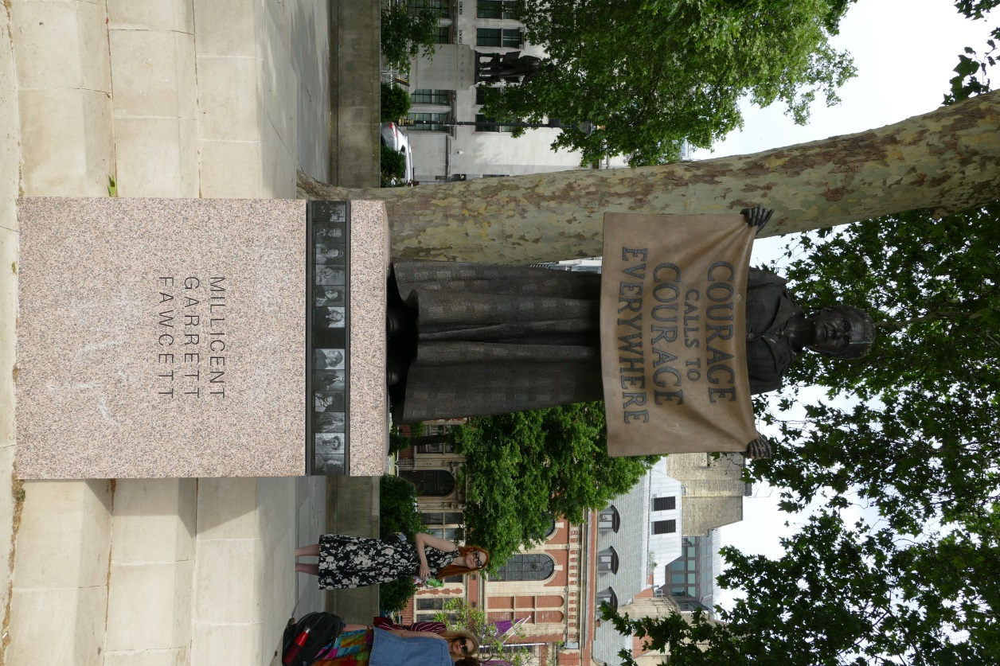 COURAGE
CALLS TO
COURAGE
EVERYWHERE
MILLICENT
GARRETT
FAWCETT